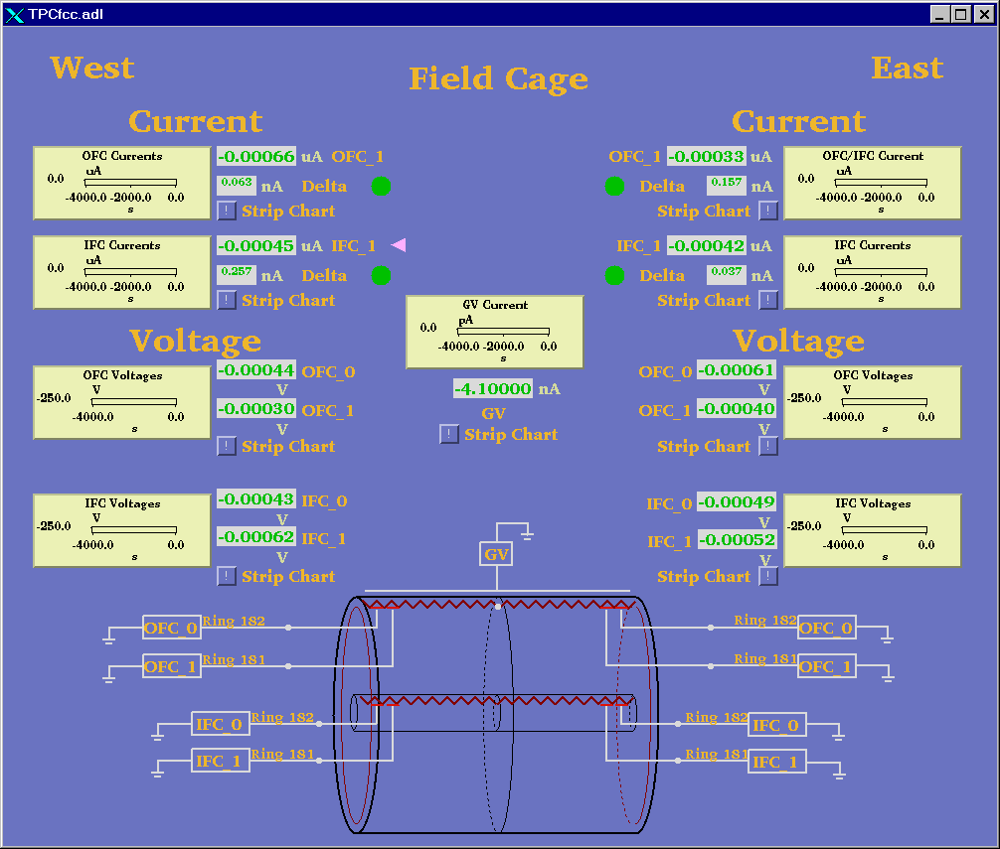 TPCfcc.adl
West
Field Cage
East
Current
Current
OFC Currents
uA
0.0
-4000.0 -2000.0 0.0
s
-0.00066 uA OFC_1
0.063 nA Delta
! Strip Chart
OFC_1 -0.00033 uA
Delta 0.157 nA
Strip Chart !
OFC/IFC Current
uA
0.0
-4000.0 -2000.0 0.0
s
IFC Currents
uA
0.0
-4000.0 -2000.0 0.0
s
-0.00045 uA IFC_1
0.257 nA Delta
! Strip Chart
IFC_1 -0.00042 uA
Delta 0.037 nA
Strip Chart !
IFC Currents
uA
0.0
-4000.0 -2000.0 0.0
s
GV Current
pA
0.0
-4000.0 -2000.0 0.0
s
-4.10000 nA
GV
! Strip Chart
Voltage
Voltage
OFC Voltages
V
-250.0
-4000.0 0.0
s
-0.00044 OFC_0
V
-0.00030 OFC_1
V
! Strip Chart
OFC_0 -0.00061
V
OFC_1 -0.00040
V
Strip Chart !
OFC Voltages
V
-250.0
-4000.0 0.0
s
IFC Voltages
V
-250.0
-4000.0 0.0
s
-0.00043 IFC_0
V
-0.00062 IFC_1
V
! Strip Chart
IFC_0 -0.00049
V
IFC_1 -0.00052
V
Strip Chart !
IFC Voltages
V
-250.0
-4000.0 0.0
s
GV
OFC_0 Ring 182
Ring 182 OFC_0
OFC_1 Ring 181
Ring 181 OFC_1
IFC_0 Ring 182
Ring 182 IFC_0
IFC_1 Ring 181
Ring 181 IFC_1